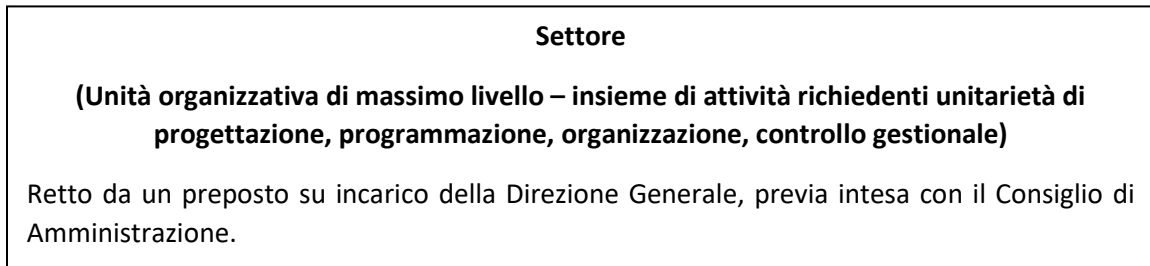 Settore
(Unità organizzativa di massimo livello – insieme di attività richiedenti unitarietà di
progettazione, programmazione, organizzazione, controllo gestionale)
Retto da un preposto su incarico della Direzione Generale, previa intesa con il Consiglio di
Amministrazione.